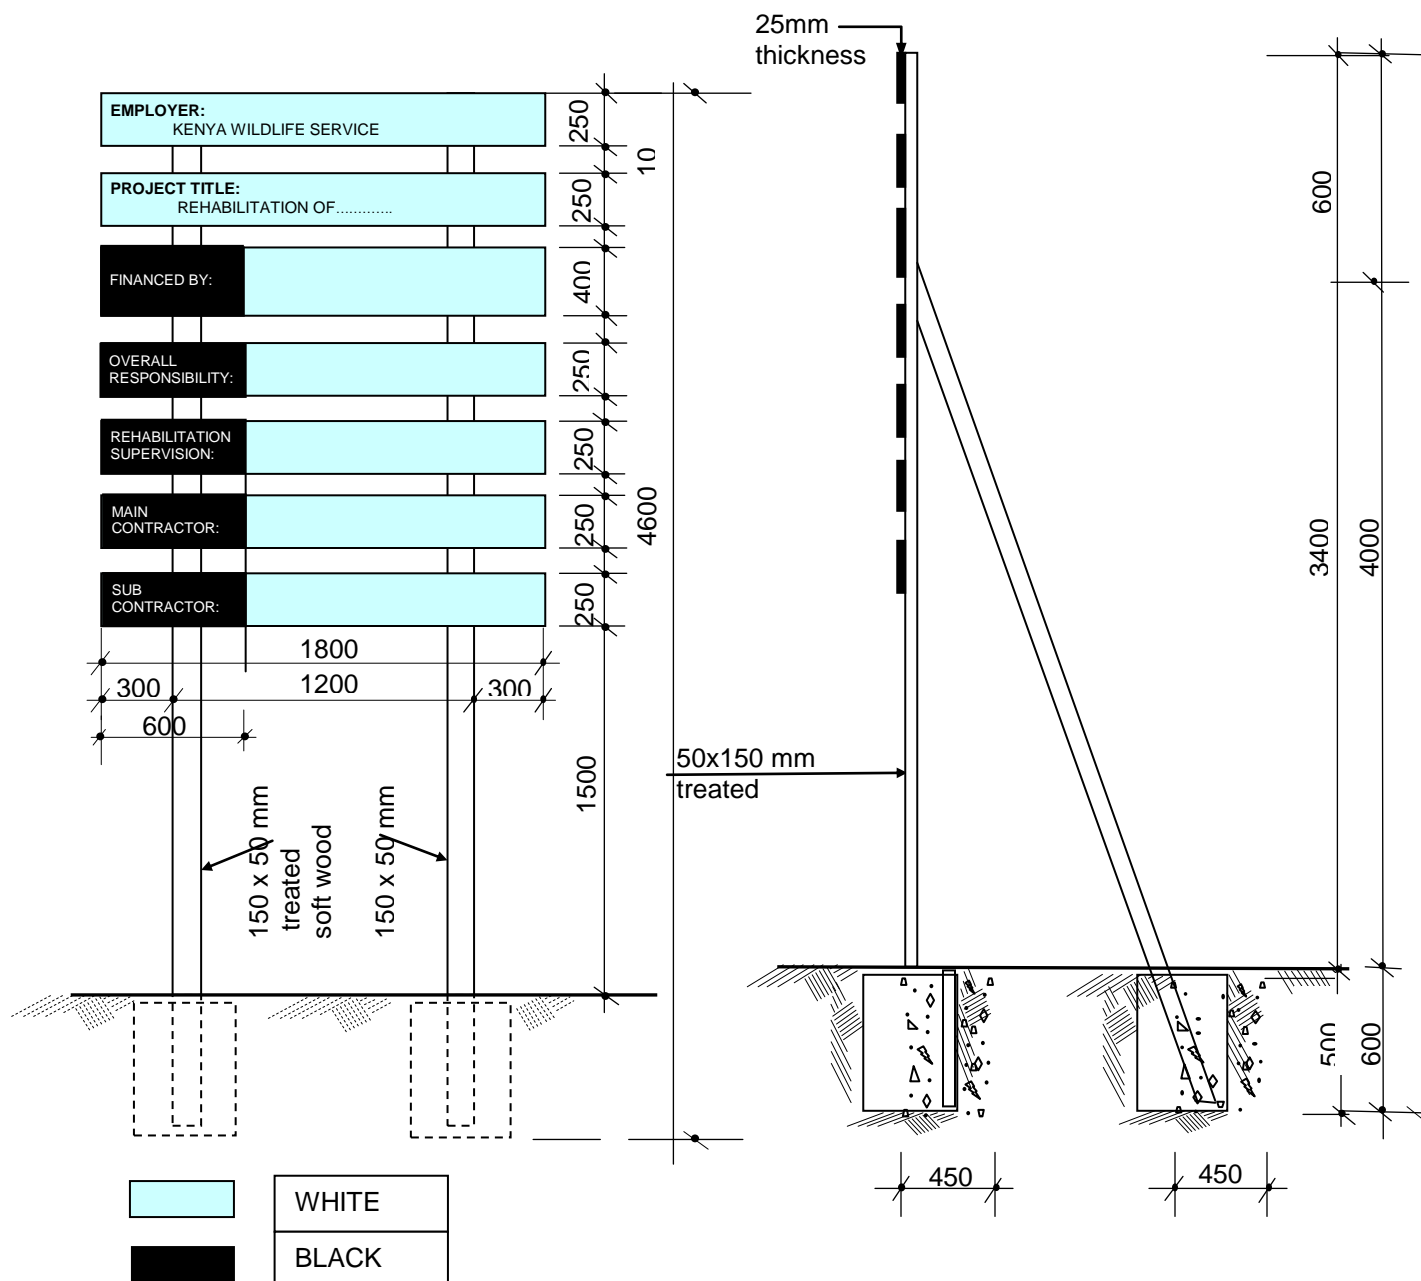 EMPLOYER:
KENYA WILDLIFE SERVICE
PROJECT TITLE:
REHABILITATION OF.............
FINANCED BY:
OVERALL
RESPONSIBILITY:
REHABILITATION
SUPERVISION:
MAIN
CONTRACTOR:
SUB
CONTRACTOR:
250
10
250
400
250
250
250
250
4600
1500
1800
300
1200
300
600
150 x 50 mm
treated
soft wood
150 x 50 mm
WHITE
BLACK
25mm
thickness
50x150 mm
treated
600
3400
4000
500
600
450
450